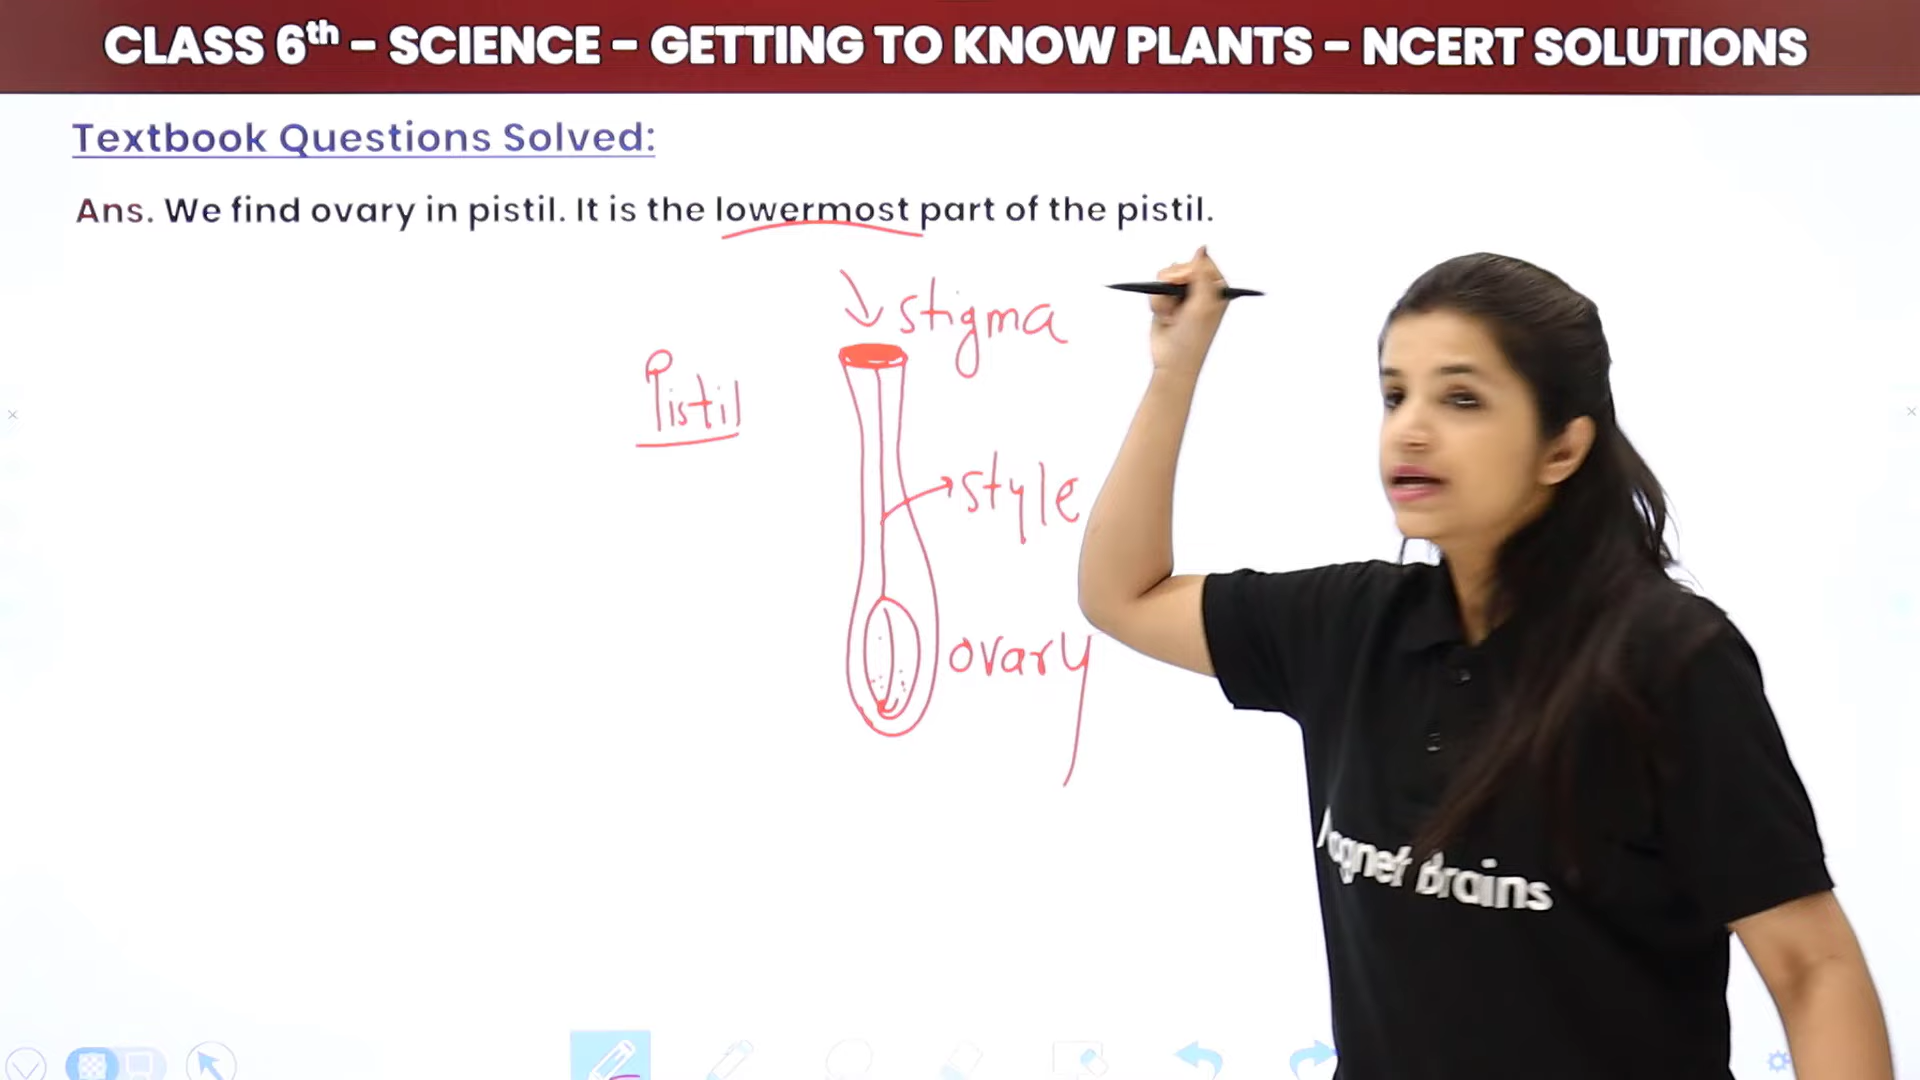 CLASS 6th - SCIENCE - GETTING TO KNOW PLANTS - NCERT SOLUTIONS
Textbook Questions Solved:
Ans. We find ovary in pistil. It is the lowermost part of the pistil.
stigma
Pistil
style
ovary
Magnet Brains